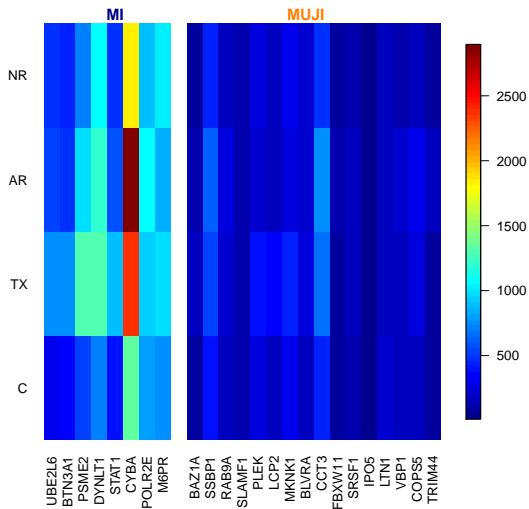 MI MUJI
NR
AR
TX
C
2500
2000
1500
1000
500
UBE2L6 BTN3A1 PSME2 DYNLT1 STAT1 CYBA POLR2E M6PR BAZ1A SSBP1 RAB9A SLAMF1 PLEK LCP2 MKNK1 BLVRA CCT3 FBXW11 SRSF1 IPO5 LTN1 VBP1 COPS5 TRIM44